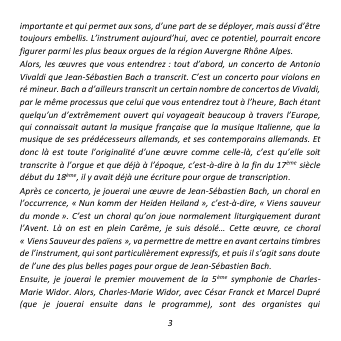 importante et qui permet aux sons, d'une part de se déployer, mais aussi d'être
toujours embellis. L'instrument aujourd'hui, avec ce potentiel, pourrait encore
figurer parmi les plus beaux orgues de la région Auvergne Rhône Alpes.
Alors, les œuvres que vous entendrez : tout d'abord, un concerto de Antonio
Vivaldi que Jean-Sébastien Bach a transcrit. C'est un concerto pour violons en
ré mineur. Bach a d'ailleurs transcrit un certain nombre de concertos de Vivaldi,
par le même processus que celui que vous entendrez tout à l'heure, Bach étant
quelqu'un d'extrêmement ouvert qui voyageait beaucoup à travers l'Europe,
qui connaissait autant la musique française que la musique Italienne, que la
musique de ses prédécesseurs allemands, et ses contemporains allemands. Et
donc là est toute l'originalité d'une œuvre comme celle-là, c'est qu'elle soit
transcrite à l'orgue et que déjà à l'époque, c'est-à-dire à la fin du 17ème siècle
début du 18ème, il y avait déjà une écriture pour orgue de transcription.
Après ce concerto, je jouerai une œuvre de Jean-Sébastien Bach, un choral en
l'occurrence, « Nun komm der Heiden Heiland », c'est-à-dire, « Viens sauveur
du monde ». C'est un choral qu'on joue normalement liturgiquement durant
l'Avent. Là on est en plein Carême, je suis désolé… Cette œuvre, ce choral
« Viens Sauveur des païens », va permettre de mettre en avant certains timbres
de l'instrument, qui sont particulièrement expressifs, et puis il s'agit sans doute
de l'une des plus belles pages pour orgue de Jean-Sébastien Bach.
Ensuite, je jouerai le premier mouvement de la 5ème symphonie de Charles-
Marie Widor. Alors, Charles-Marie Widor, avec César Franck et Marcel Dupré
(que je jouerai ensuite dans le programme), sont des organistes qui
3